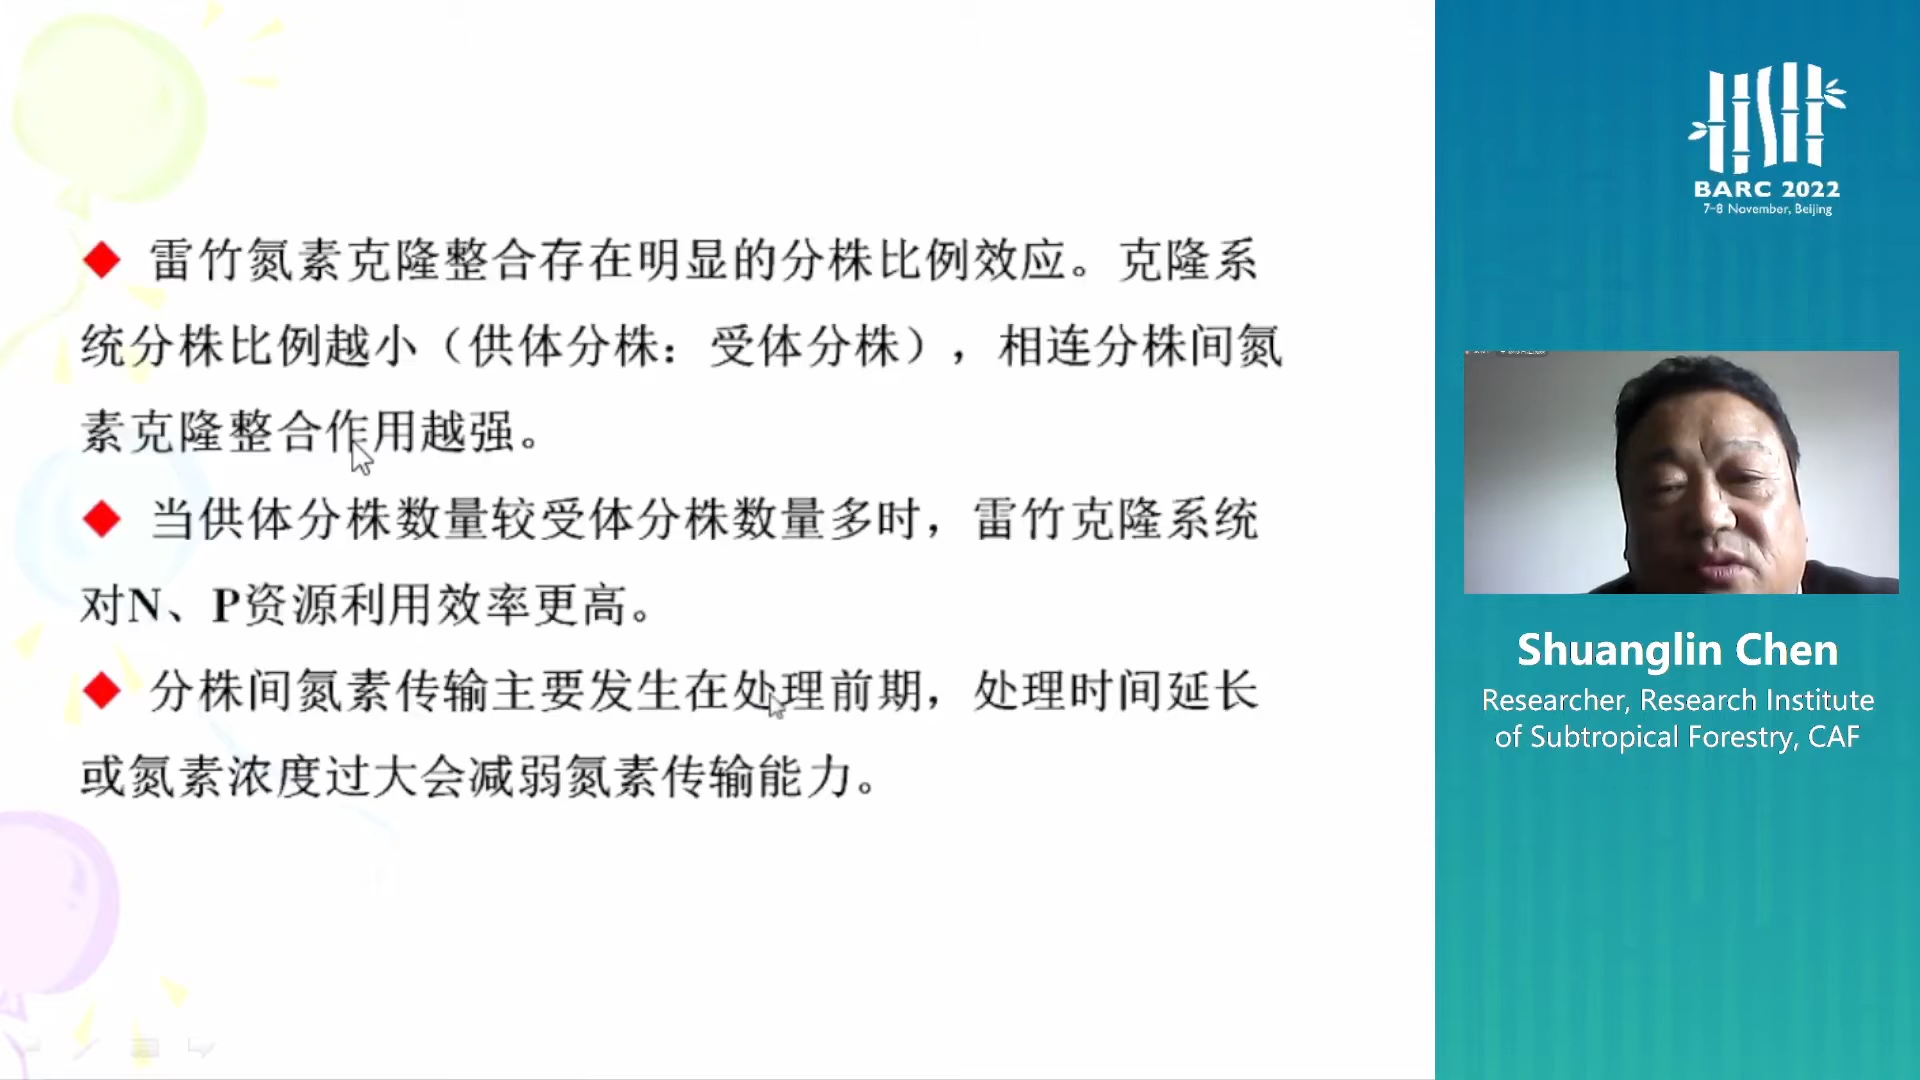 雷竹氮素克隆整合存在明显的分株比例效应。克隆系
统分株比例越小（供体分株：受体分株），相连分株间氮
素克隆整合作用越强。
当供体分株数量较受体分株数量多时，雷竹克隆系统
对N、P资源利用效率更高。
分株间氮素传输主要发生在处理前期，处理时间延长
或氮素浓度过大会减弱氮素传输能力。
BARC 2022
7-8 November, Beijing
Shuanglin Chen
Researcher, Research Institute
of Subtropical Forestry, CAF